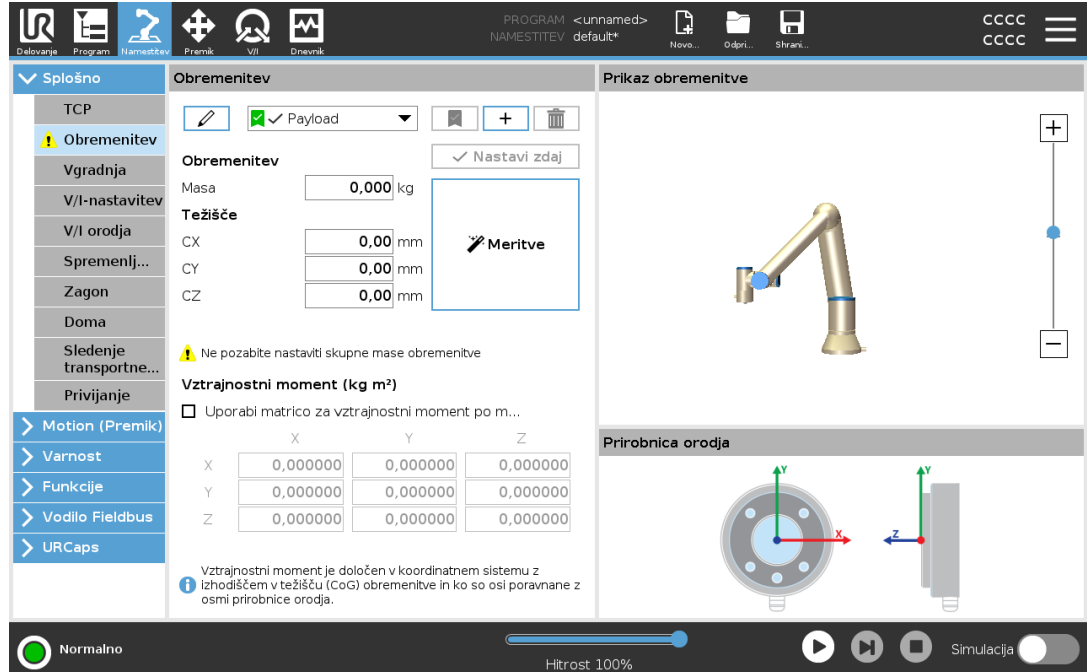 UR
PROGRAM <unnamed>
NAMESTITEV default*
CCCC
CCCC
Delovanje Program Namestitev Premik V/I Dnevnik Novo... Odpri... Shrani...
Splošno
TCP
Obremenitev
Vgradnja
V/I-nastavitev
V/I orodja
Spremenlj...
Zagon
Doma
Sledenje
transportne...
Privijanje
Motion (Premik)
Varnost
Funkcije
Vodilo Fieldbus
URCaps
Obremenitev
Payload
Obremenitev
Nastavi zdaj
Masa 0,000 kg
Težišče
CX 0,00 mm
CY 0,00 mm
CZ 0,00 mm
Meritve
Ne pozabite nastaviti skupne mase obremenitve
Vztrajnostni moment (kg m²)
Uporabi matrico za vztrajnostni moment po m...
X Y Z
X 0,000000 0,000000 0,000000
Y 0,000000 0,000000 0,000000
Z 0,000000 0,000000 0,000000
Vztrajnostni moment je določen v koordinatnem sistemu z
izhodiščem v težišču (CoG) obremenitve in ko so osi poravnane z
osmi prirobnice orodja.
Prikaz obremenitve
Prirobnica orodja
Y
X
Y
Z
Normalno
Hitrost 100%
Simulacija